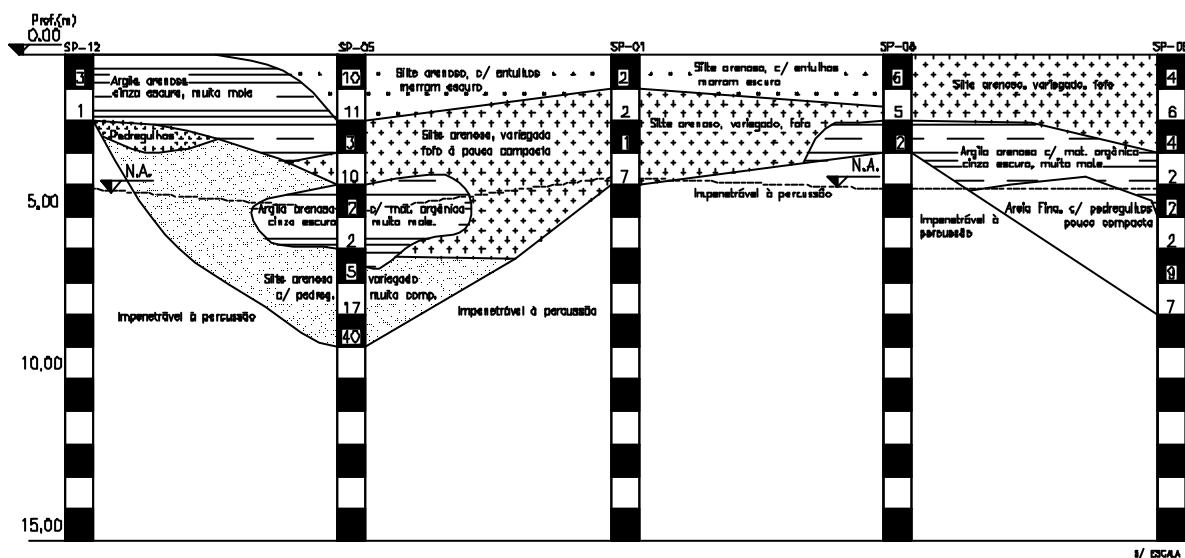 Prof.(m)
0.00
SP-12
SP-05
SP-01
SP-08
3
10
2
6
4
Argila arenosa
cinza escura, muito mole
Silte arenoso, c/ entulhos
marrom escuro
Silte arenoso, c/ entulhos
marrom escuro
Silte arenoso, variegado, fofo
1
11
2
5
6
Pedregulhos
3
Silte arenoso, variegado
fofo à pouco compacto
1
Silte arenoso, variegado, fofo
2
4
N.A.
10
7
N.A.
Argila arenosa c/ mat. orgânica
cinza escura, muito mole
2
5,00
Impenetrável à percussão
Argila arenosa c/ mat. orgânica
cinza escura muito mole.
7
Impenetrável à
percussão
Areia Fina, c/ pedregulhos
pouco compacta
7
2
5
Silte arenoso variegado
c/ pedreg. muito comp.
9
17
7
Impenetrável à percussão
Impenetrável à percussão
40
10,00
15,00
S/ ESCALA